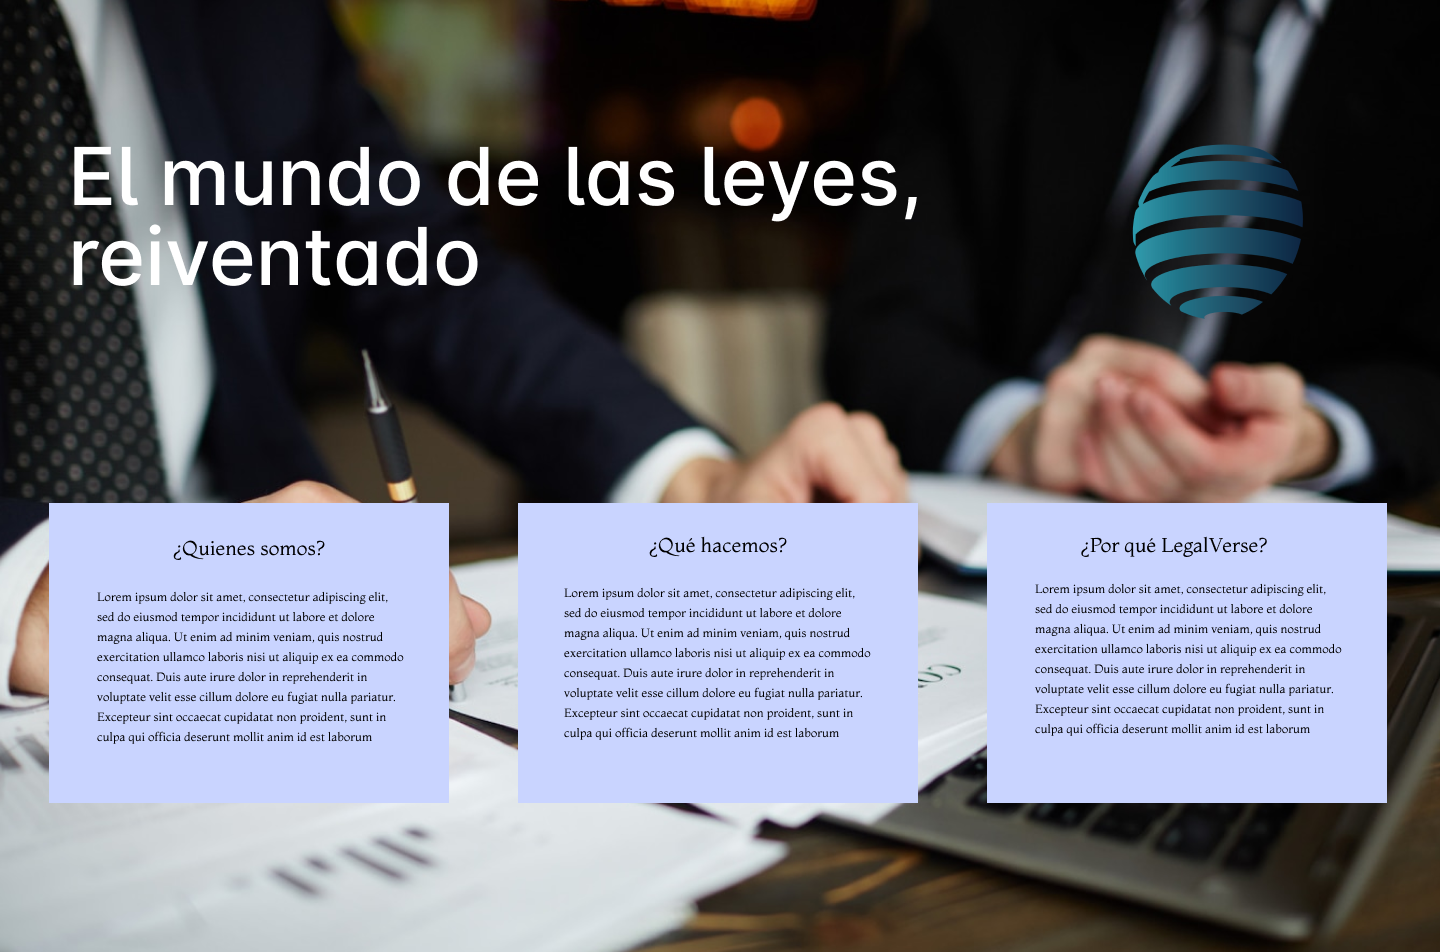 El mundo de las leyes,
reiventado
¿Quienes somos?
Lorem ipsum dolor sit amet, consectetur adipiscing elit,
sed do eiusmod tempor incididunt ut labore et dolore
magna aliqua. Ut enim ad minim veniam, quis nostrud
exercitation ullamco laboris nisi ut aliquip ex ea commodo
consequat. Duis aute irure dolor in reprehenderit in
voluptate velit esse cillum dolore eu fugiat nulla pariatur.
Excepteur sint occaecat cupidatat non proident, sunt in
culpa qui officia deserunt mollit anim id est laborum
¿Qué hacemos?
Lorem ipsum dolor sit amet, consectetur adipiscing elit,
sed do eiusmod tempor incididunt ut labore et dolore
magna aliqua. Ut enim ad minim veniam, quis nostrud
exercitation ullamco laboris nisi ut aliquip ex ea commodo
consequat. Duis aute irure dolor in reprehenderit in
voluptate velit esse cillum dolore eu fugiat nulla pariatur.
Excepteur sint occaecat cupidatat non proident, sunt in
culpa qui officia deserunt mollit anim id est laborum
¿Por qué LegalVerse?
Lorem ipsum dolor sit amet, consectetur adipiscing elit,
sed do eiusmod tempor incididunt ut labore et dolore
magna aliqua. Ut enim ad minim veniam, quis nostrud
exercitation ullamco laboris nisi ut aliquip ex ea commodo
consequat. Duis aute irure dolor in reprehenderit in
voluptate velit esse cillum dolore eu fugiat nulla pariatur.
Excepteur sint occaecat cupidatat non proident, sunt in
culpa qui officia deserunt mollit anim id est laborum